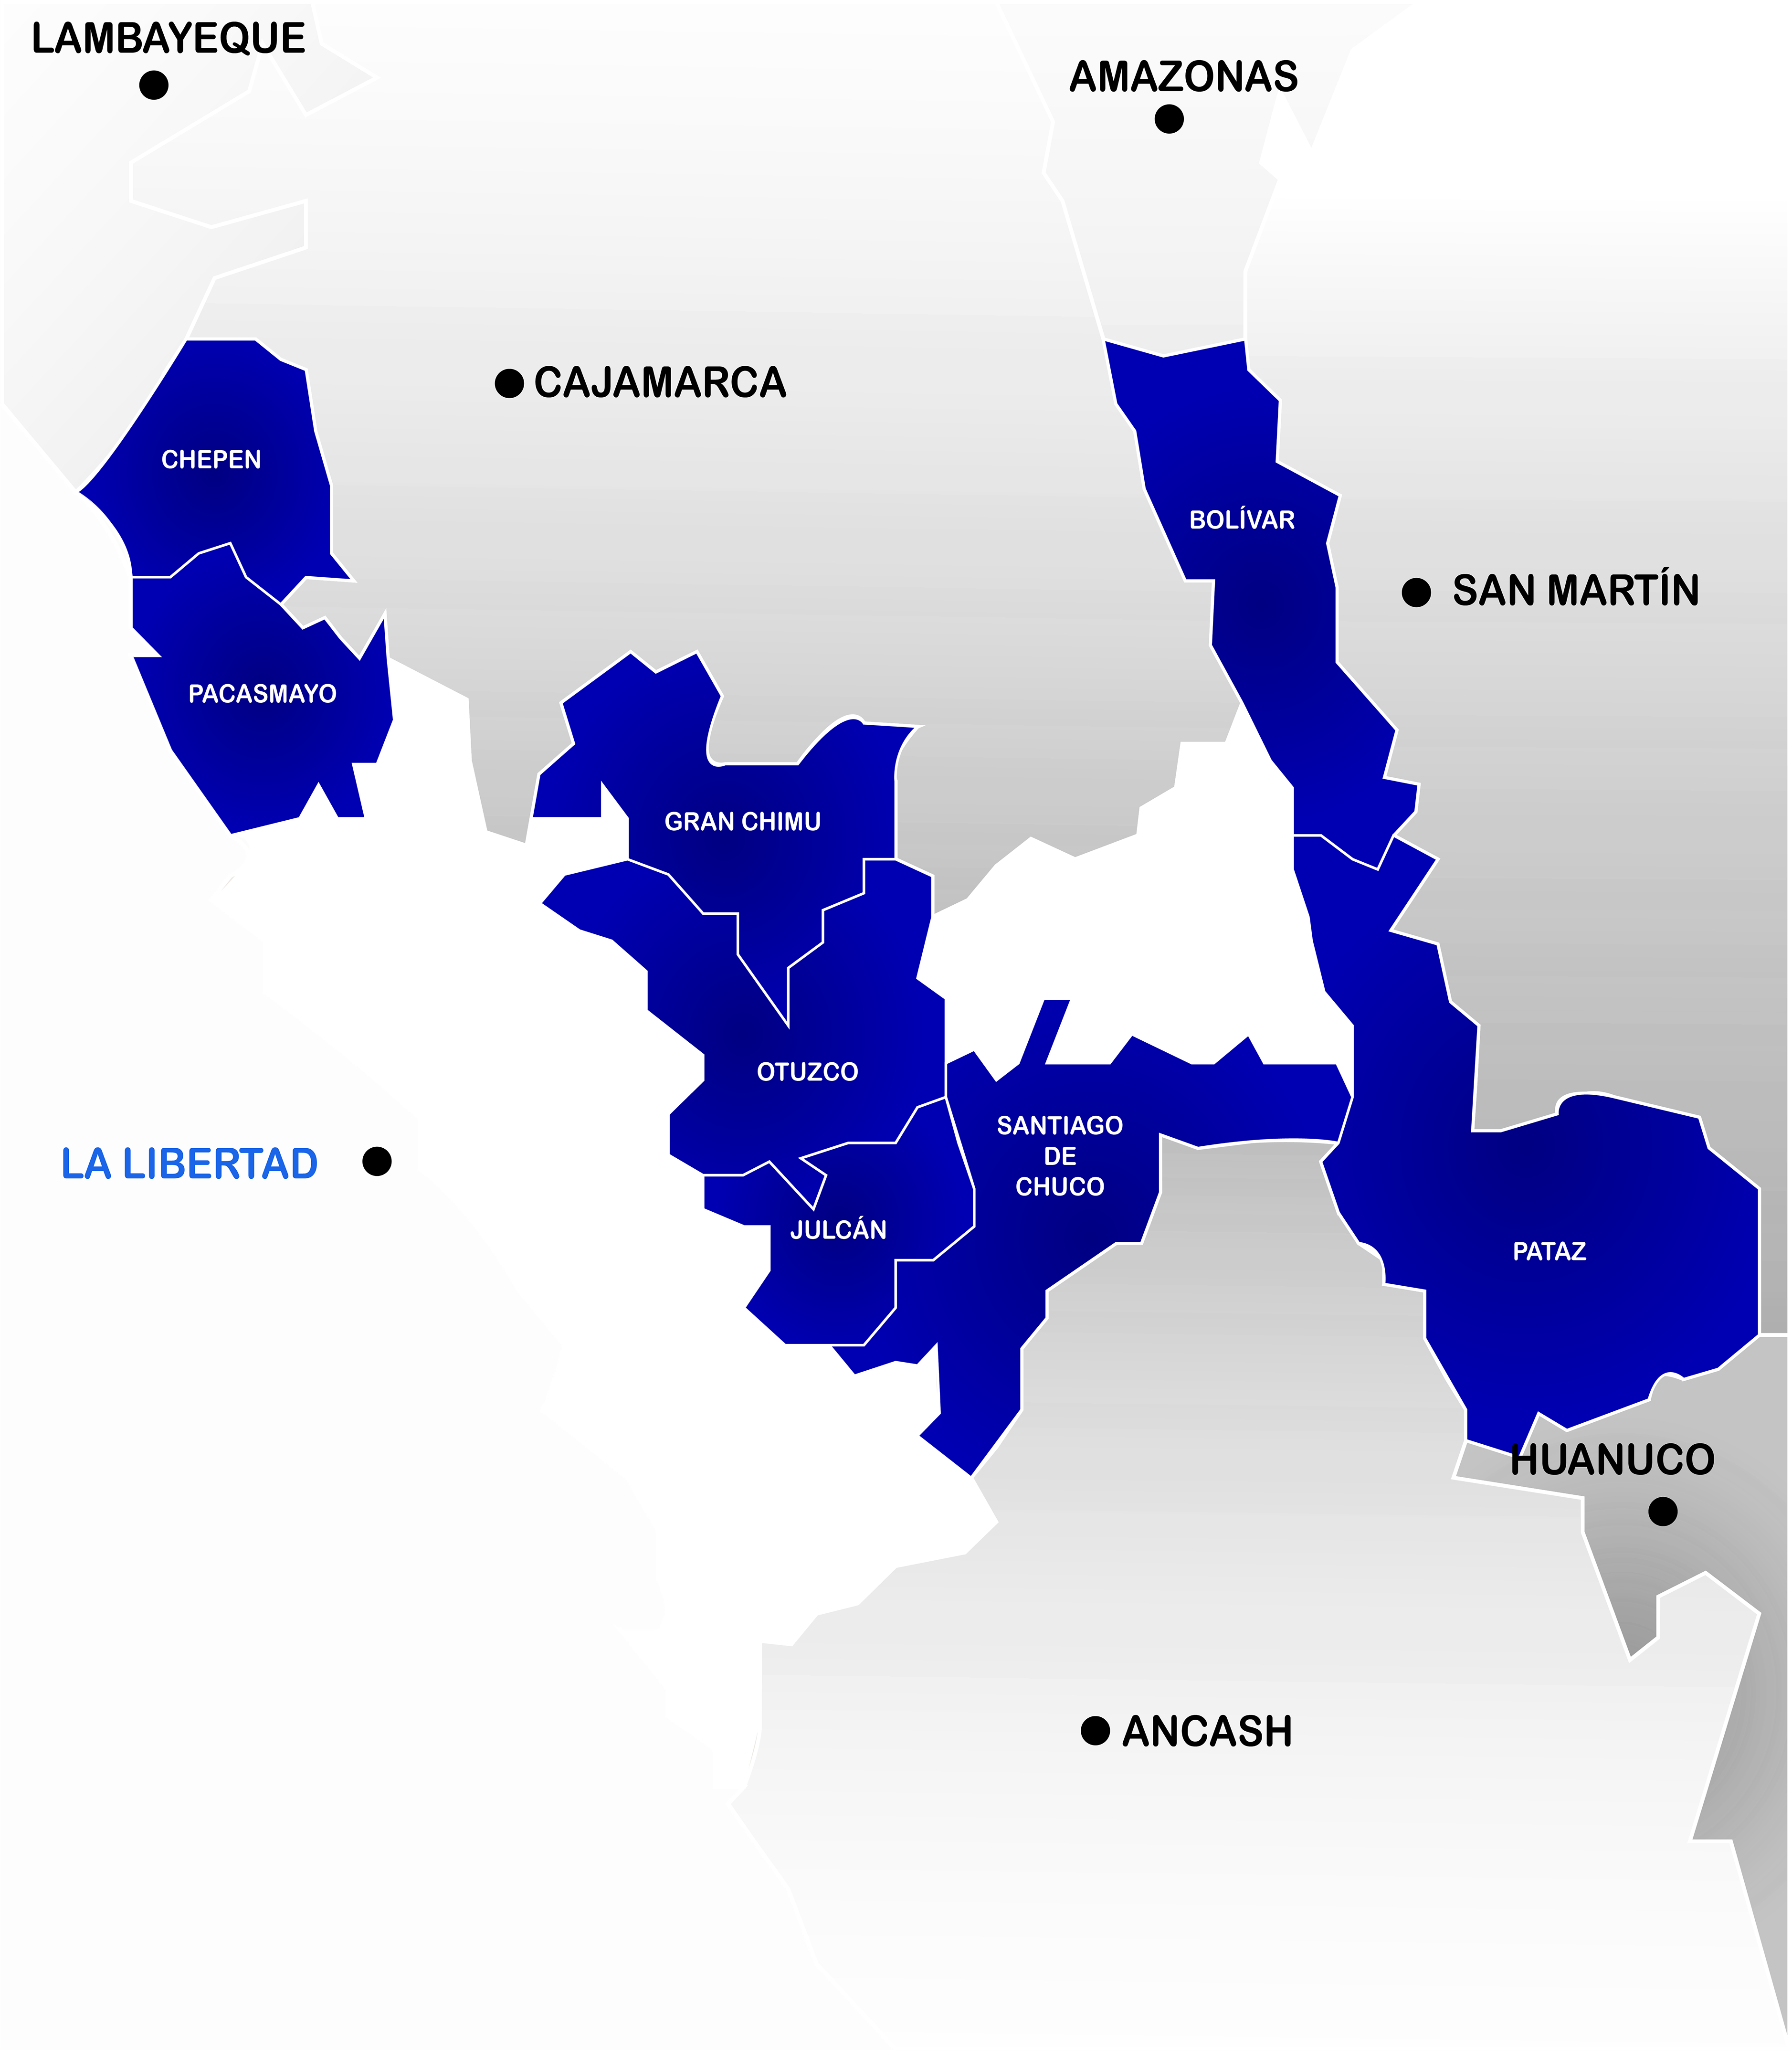 LAMBAYEQUE
AMAZONAS
CAJAMARCA
CHEPEN
BOLÍVAR
SAN MARTÍN
PACASMAYO
GRAN CHIMU
OTUZCO
SANTIAGO
DE
CHUCO
LA LIBERTAD
JULCÁN
PATAZ
HUANUCO
ANCASH